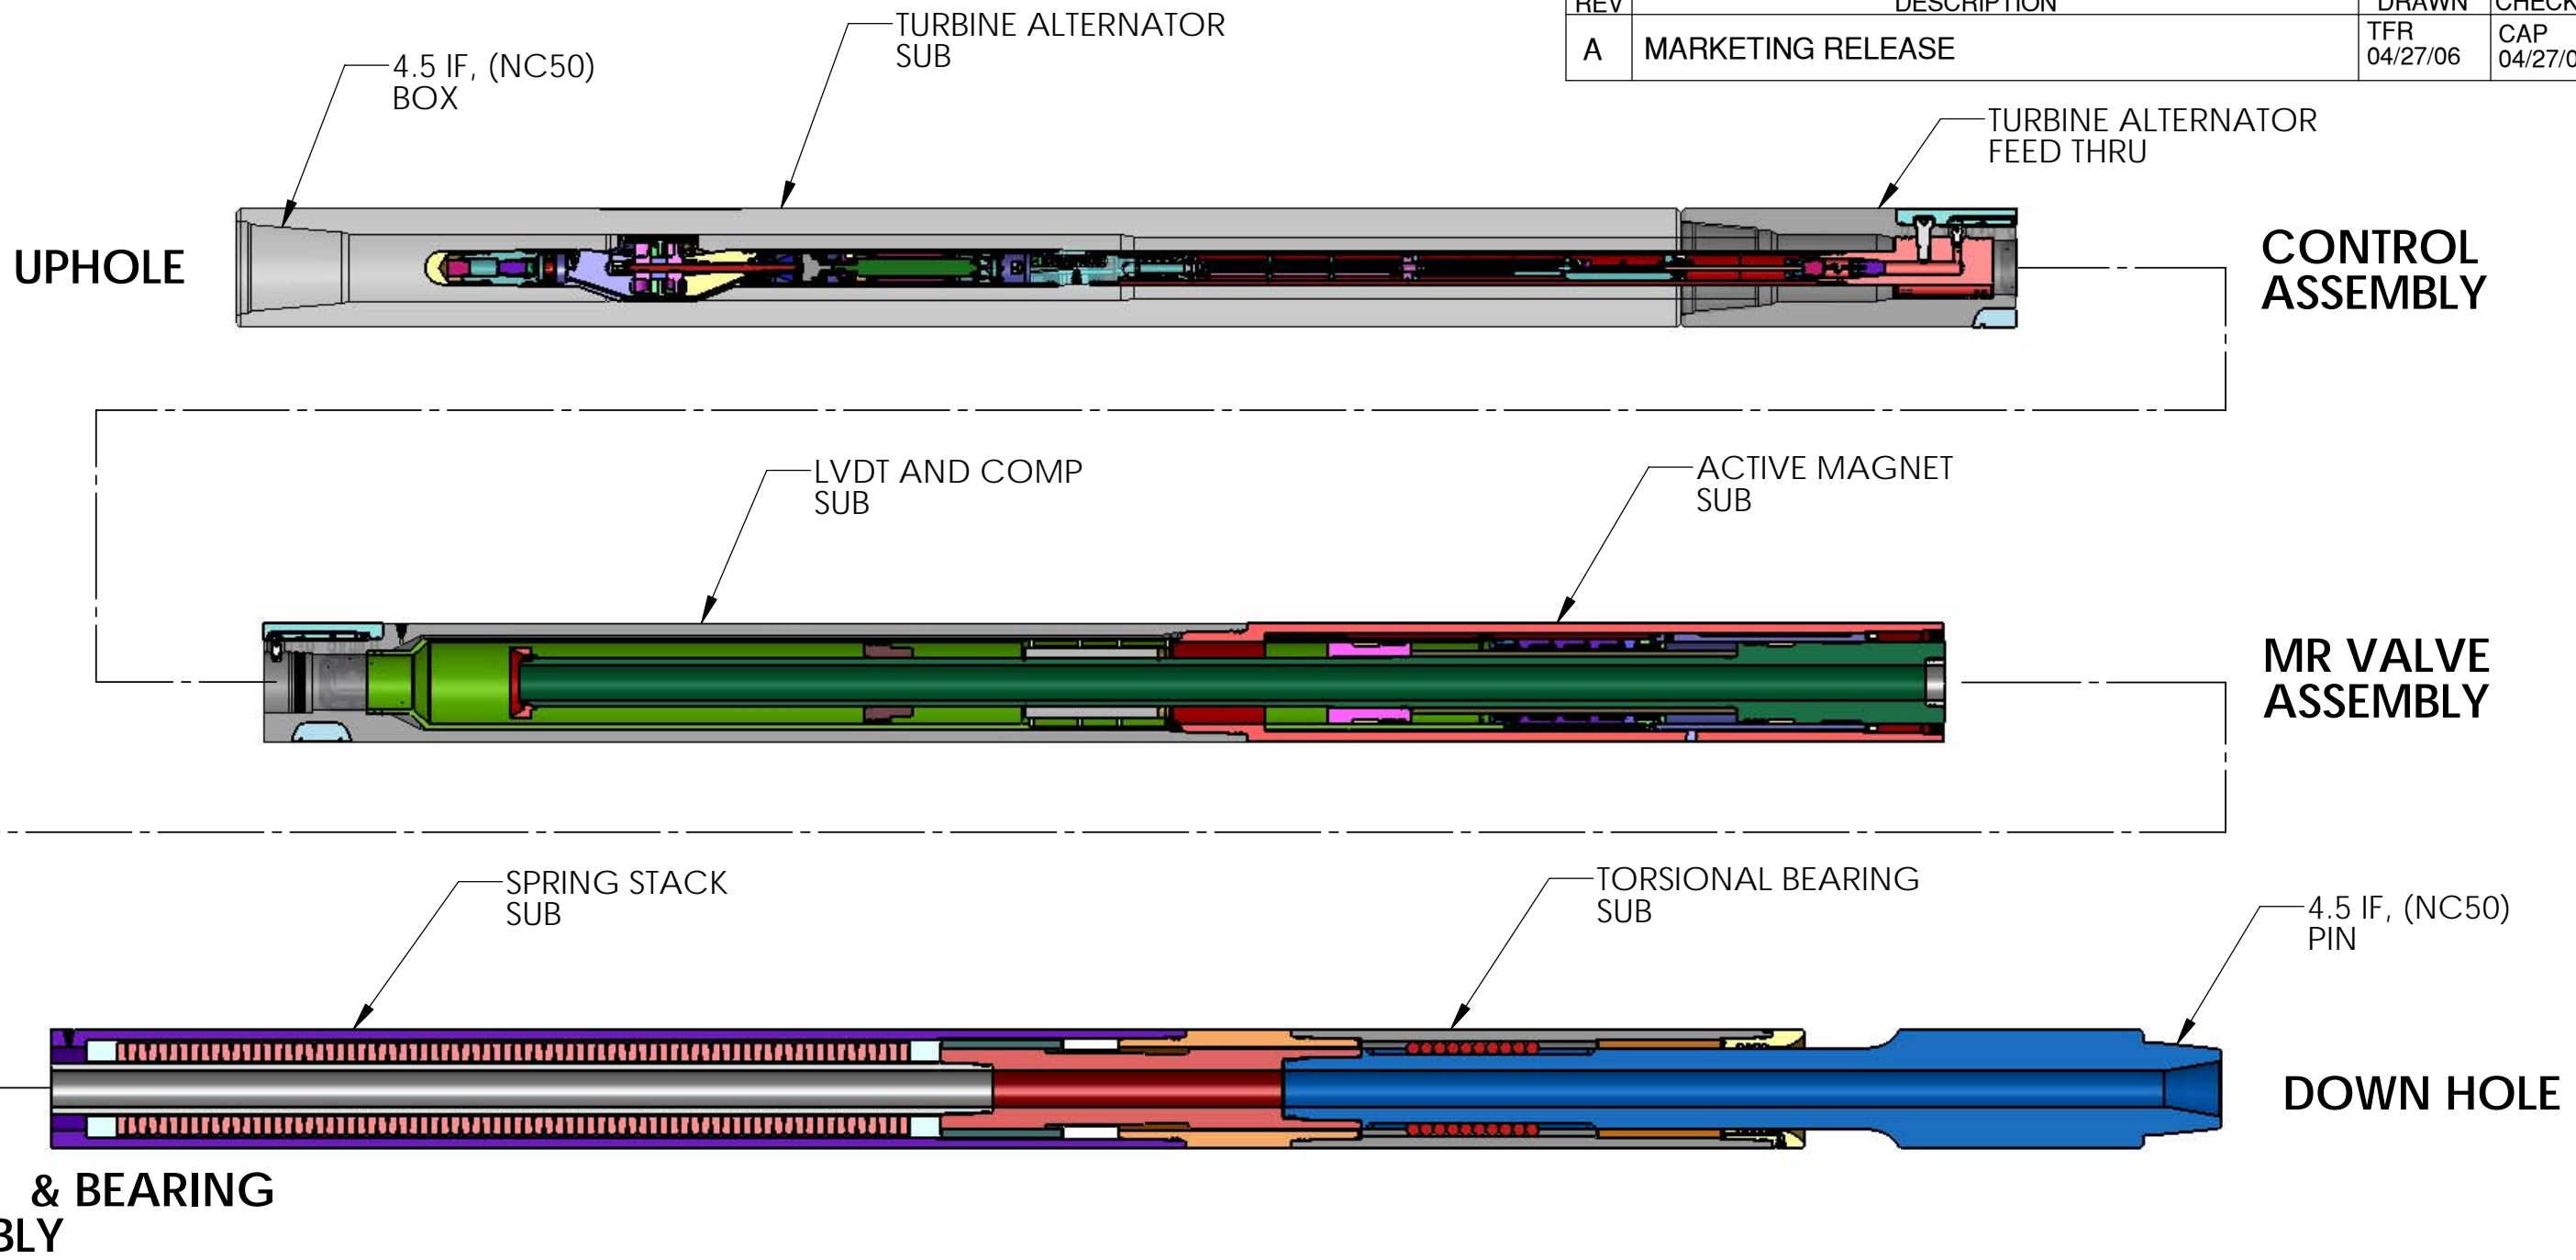 REV DESCRIPTION DRAWN
A MARKETING RELEASE TFR CAP
04/27/06
TURBINE ALTERNATOR
SUB
4.5 IF, (NC50)
BOX
TURBINE ALTERNATOR
FEED THRU
UPHOLE
CONTROL
ASSEMBLY
LVDT AND COMP
SUB
ACTIVE MAGNET
SUB
MR VALVE
ASSEMBLY
SPRING STACK
SUB
TORSIONAL BEARING
SUB
4.5 IF, (NC50)
PIN
DOWN HOLE
& BEARING